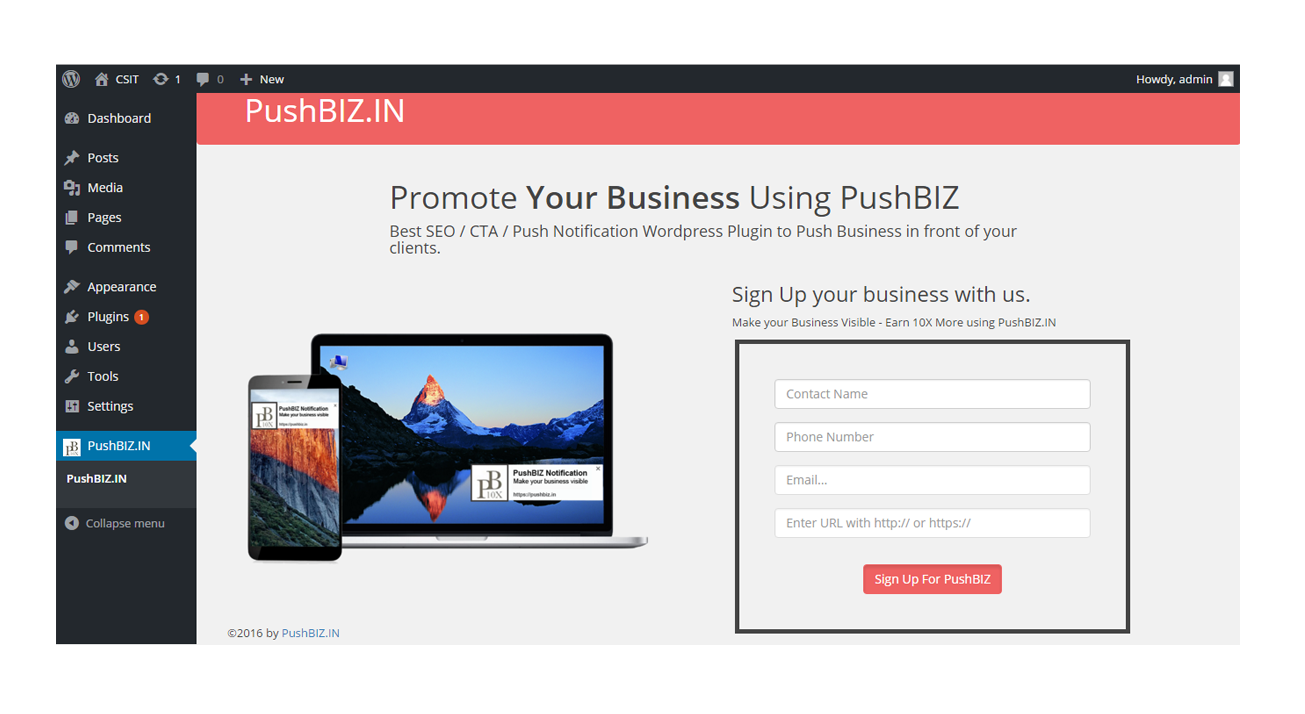 CSIT 1 0 New Howdy, admin
Dashboard
Posts
Media
Pages
Comments
Appearance
Plugins 1
Users
Tools
Settings
PushBIZ.IN
PushBIZ.IN
Collapse menu
PushBIZ.IN
Promote Your Business Using PushBIZ
Best SEO / CTA / Push Notification Wordpress Plugin to Push Business in front of your
clients.
PB
10X
PushBIZ Notification
Make your business visible
https://pushbiz.in
PB
10X
PushBIZ Notification
Make your business visible
https://pushbiz.in
Sign Up your business with us.
Make your Business Visible - Earn 10X More using PushBIZ.IN
Contact Name
Phone Number
Email...
Enter URL with http:// or https://
Sign Up For PushBIZ
©2016 by PushBIZ.IN